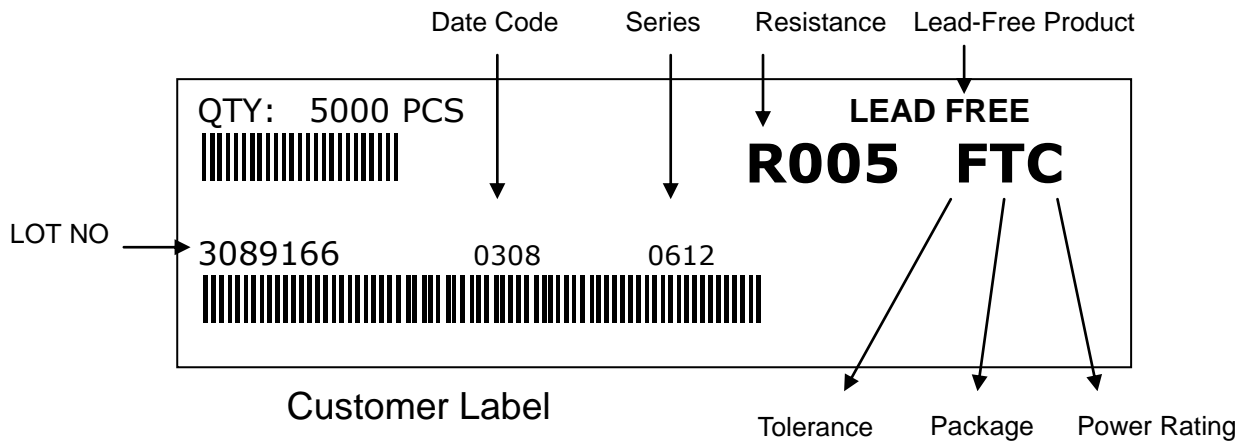 Date Code Series Resistance Lead-Free Product
QTY: 5000 PCS LEAD FREE
R005 FTC
LOT NO 3089166 0308 0612
Customer Label
Tolerance Package Power Rating